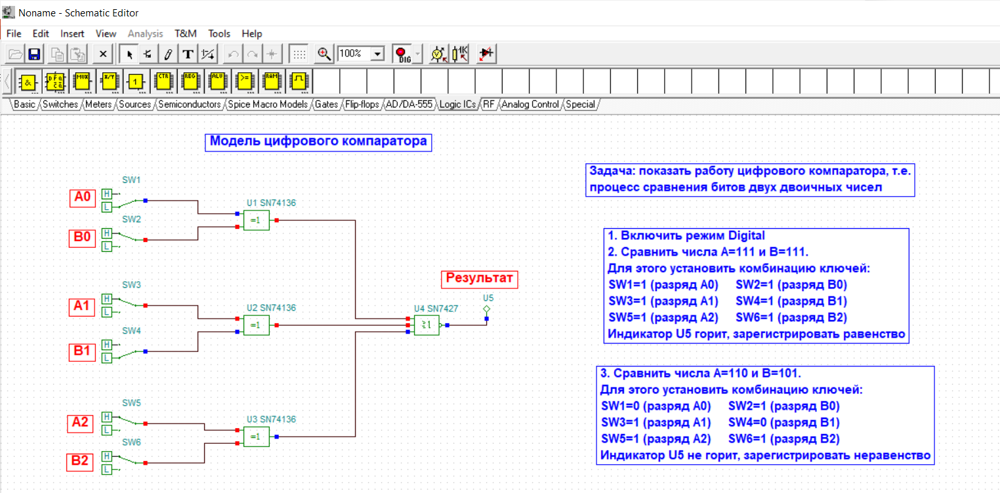 Noname - Schematic Editor
File Edit Insert View Analysis T&M Tools Help
100% DIG 1K
& MUX X/Y 1 CTR REG ALU >= RAM
Basic Switches Meters Sources Semiconductors Spice Macro Models Gates Flip-flops AD/DA-555 Logic ICs RF Analog Control Special
Модель цифрового компаратора
Задача: показать работу цифрового компаратора, т.е.
процесс сравнения битов двух двоичных чисел
SW1
A0
H
L
U1 SN74136
=1
SW2
B0
H
L
SW3
A1
H
L
U2 SN74136
=1
SW4
B1
H
L
SW5
A2
H
L
U3 SN74136
=1
SW6
B2
H
L
Результат
U5
U4 SN7427
≥1
1. Включить режим Digital
2. Сравнить числа A=111 и B=111.
Для этого установить комбинацию ключей:
SW1=1 (разряд A0) SW2=1 (разряд B0)
SW3=1 (разряд A1) SW4=1 (разряд B1)
SW5=1 (разряд A2) SW6=1 (разряд B2)
Индикатор U5 горит, зарегистрировать равенство
3. Сравнить числа A=110 и B=101.
Для этого установить комбинацию ключей:
SW1=0 (разряд A0) SW2=1 (разряд B0)
SW3=1 (разряд A1) SW4=0 (разряд B1)
SW5=1 (разряд A2) SW6=1 (разряд B2)
Индикатор U5 не горит, зарегистрировать неравенство